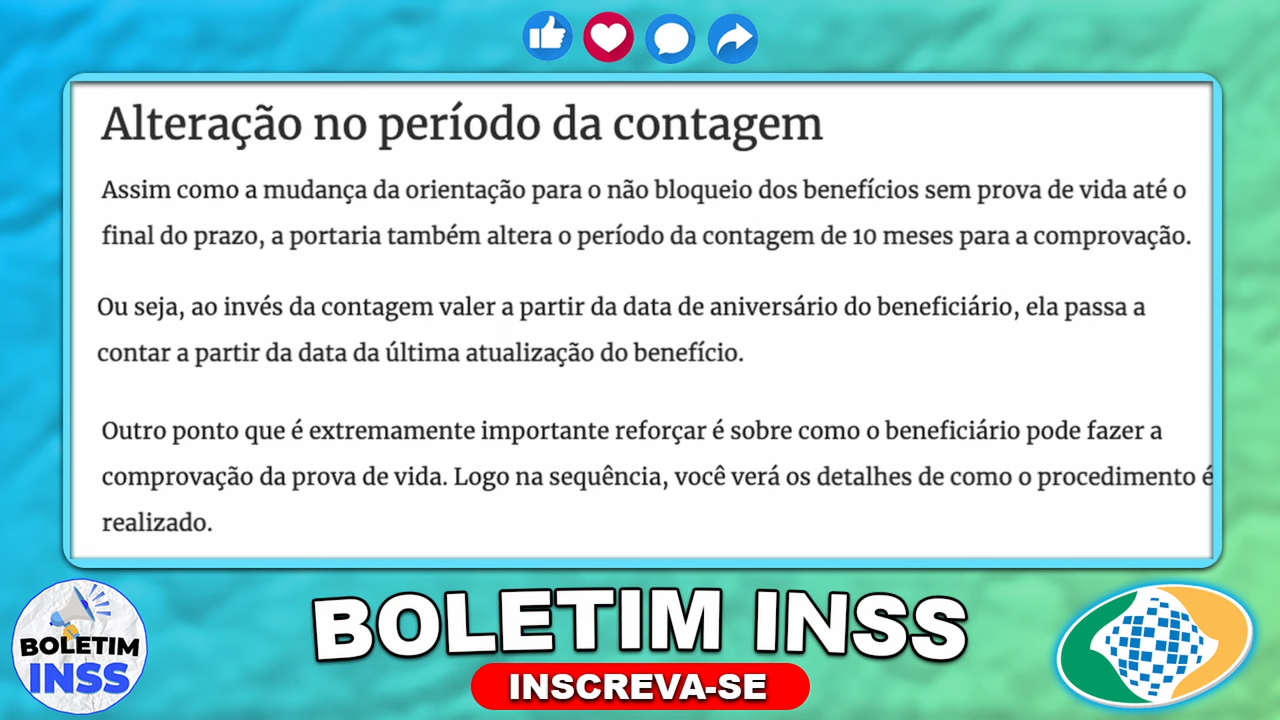 Alteração no período da contagem
Assim como a mudança da orientação para o não bloqueio dos benefícios sem prova de vida até o
final do prazo, a portaria também altera o período da contagem de 10 meses para a comprovação.
Ou seja, ao invés da contagem valer a partir da data de aniversário do beneficiário, ela passa a
contar a partir da data da última atualização do benefício.
Outro ponto que é extremamente importante reforçar é sobre como o beneficiário pode fazer a
comprovação da prova de vida. Logo na sequência, você verá os detalhes de como o procedimento é
realizado.
BOLETIM
INSS
BOLETIM INSS
INSCREVA-SE